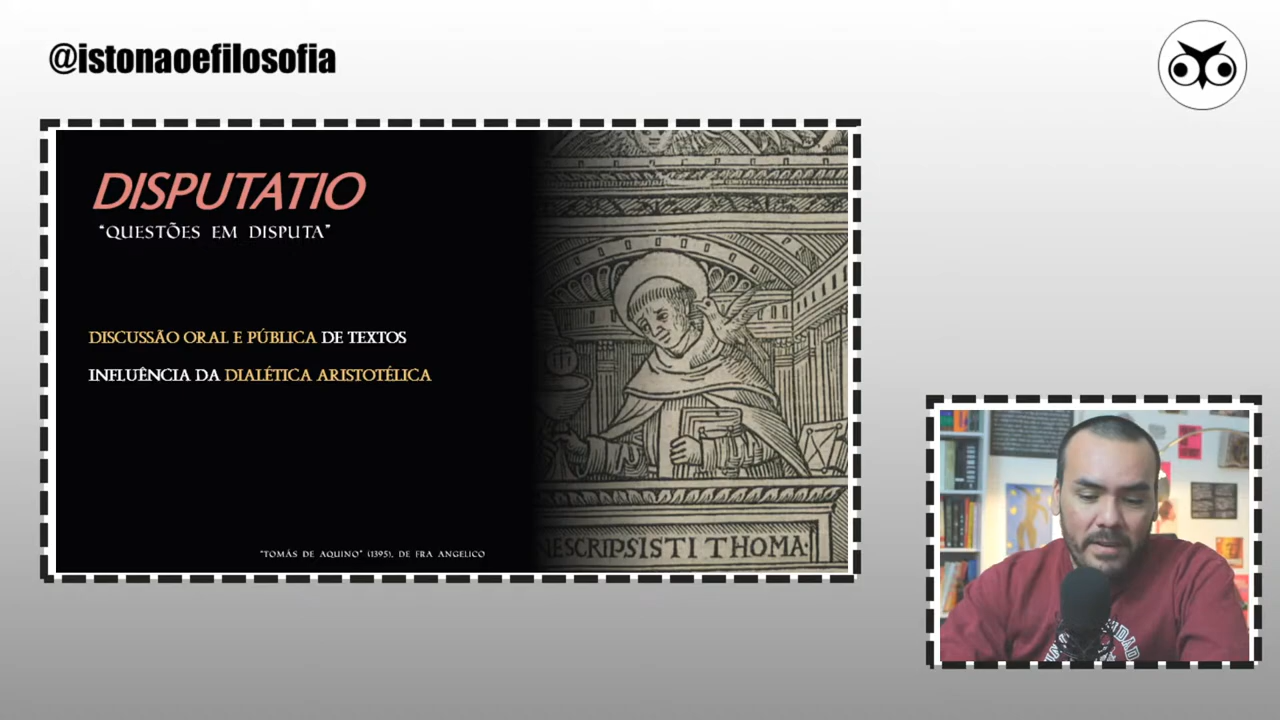 @istonaoefilosofia
DISPUTATIO
"QUESTÕES EM DISPUTA"
DISCUSSÃO ORAL E PÚBLICA DE TEXTOS
INFLUÊNCIA DA DIALÉTICA ARISTOTÉLICA
NESCRIPSISTI THOMA·
"TOMÁS DE AQUINO" (1395), DE FRA ANGELICO